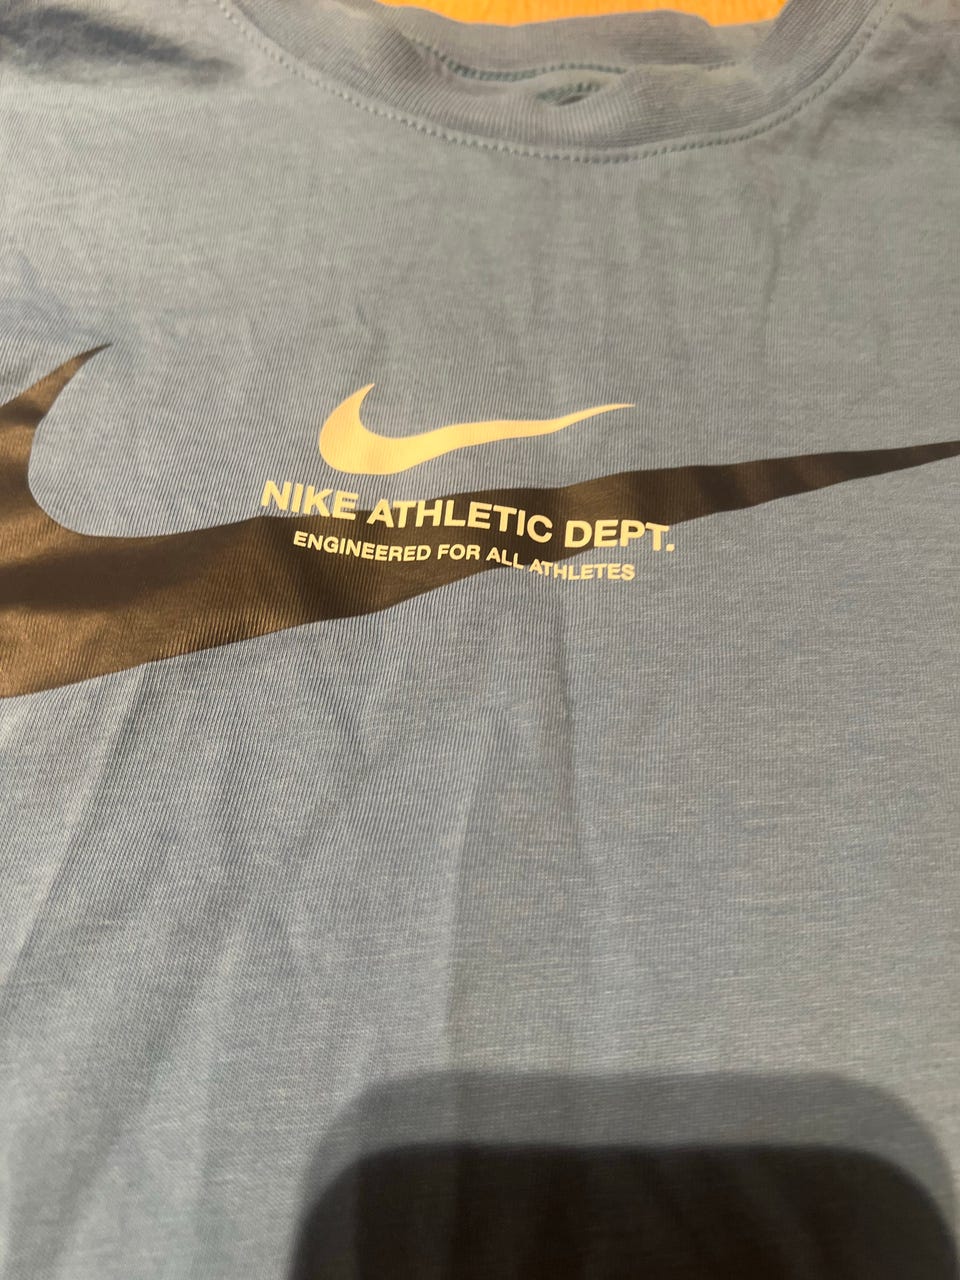 NIKE ATHLETIC DEPT.
ENGINEERED FOR ALL ATHLETES